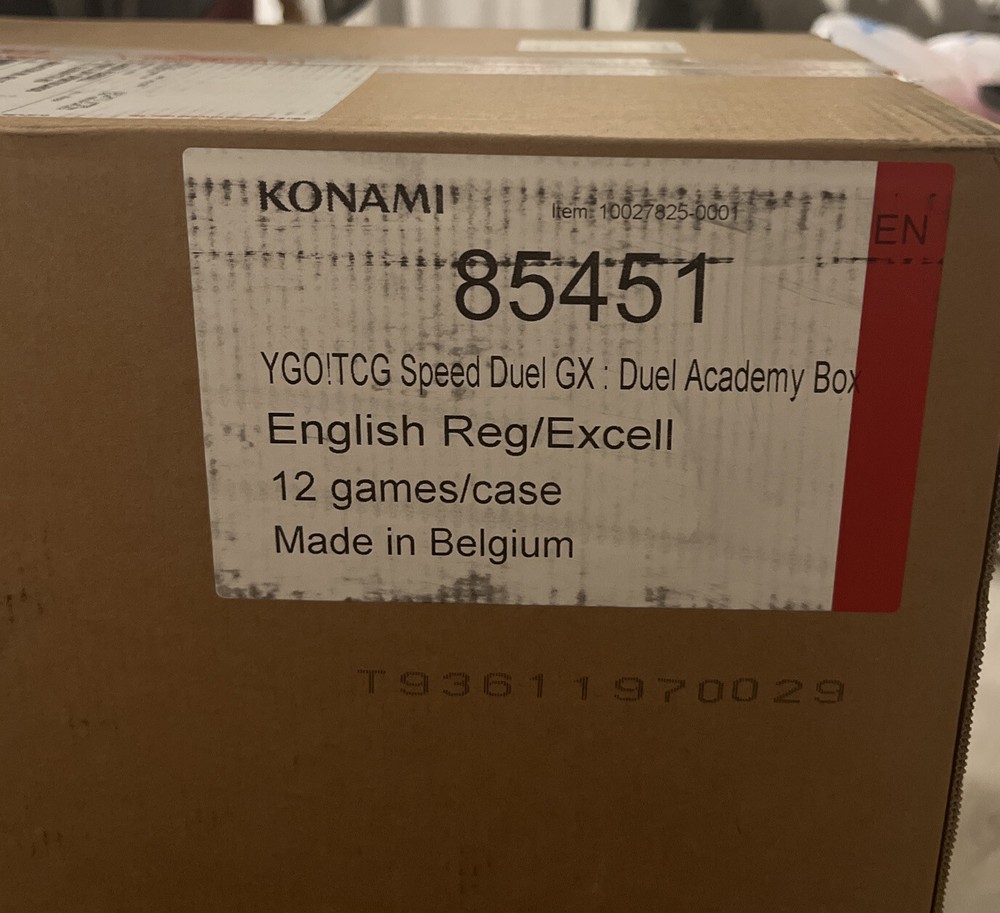 KONAMI
Item: 10027825-0001
EN
85451
YGO!TCG Speed Duel GX : Duel Academy Box
English Reg/Excell
12 games/case
Made in Belgium
T93611970029